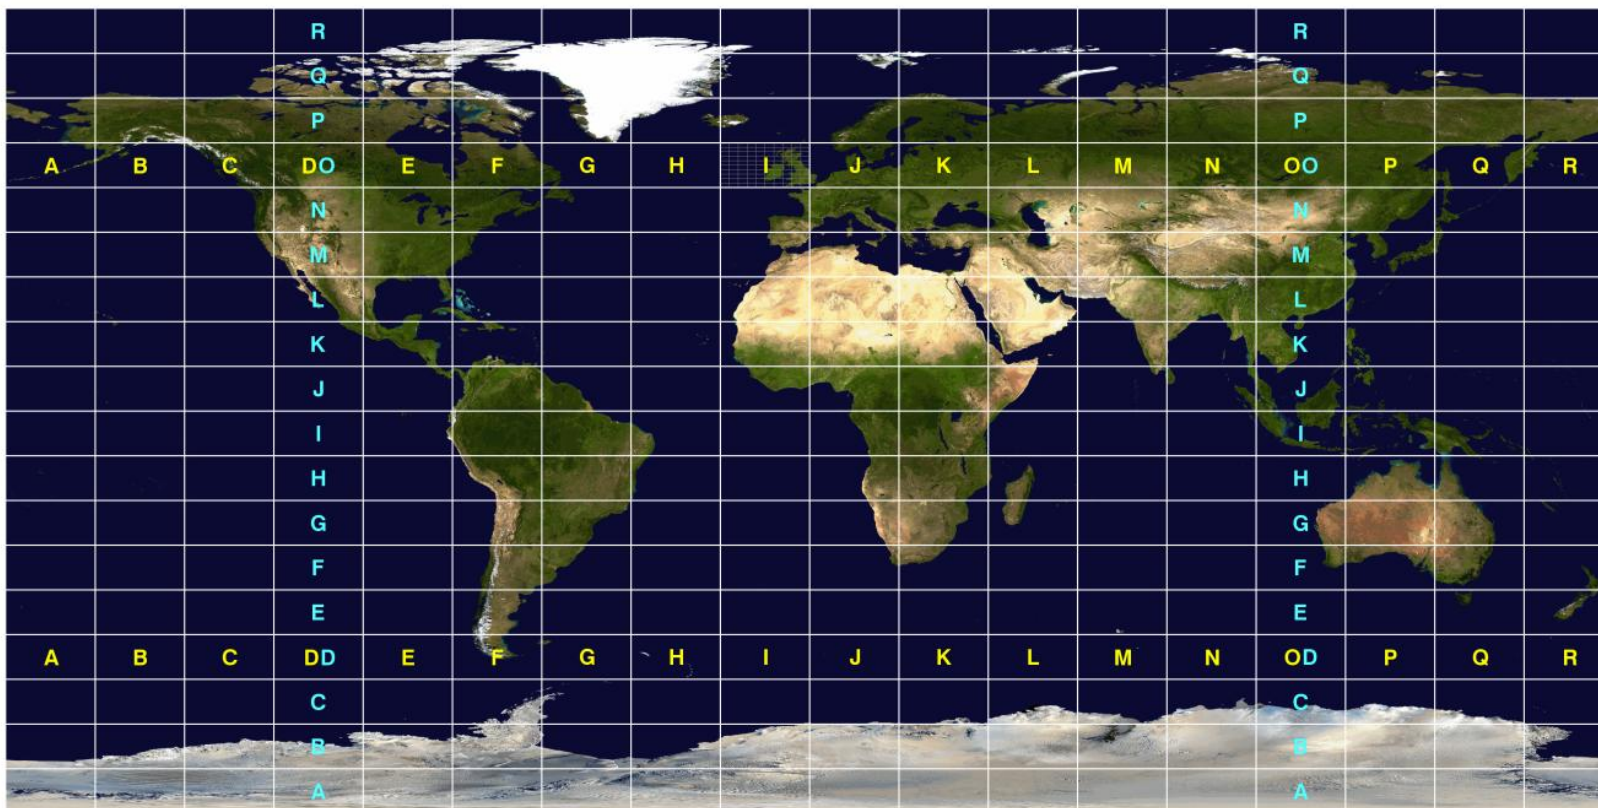 R R
Q Q
P P
A B C DO E F G H I J K L M N OO P Q R
N N
M M
L L
K K
J J
I I
H H
G G
F F
E E
A B C DD E F G H I J K L M N OD P Q R
C C
B B
A A